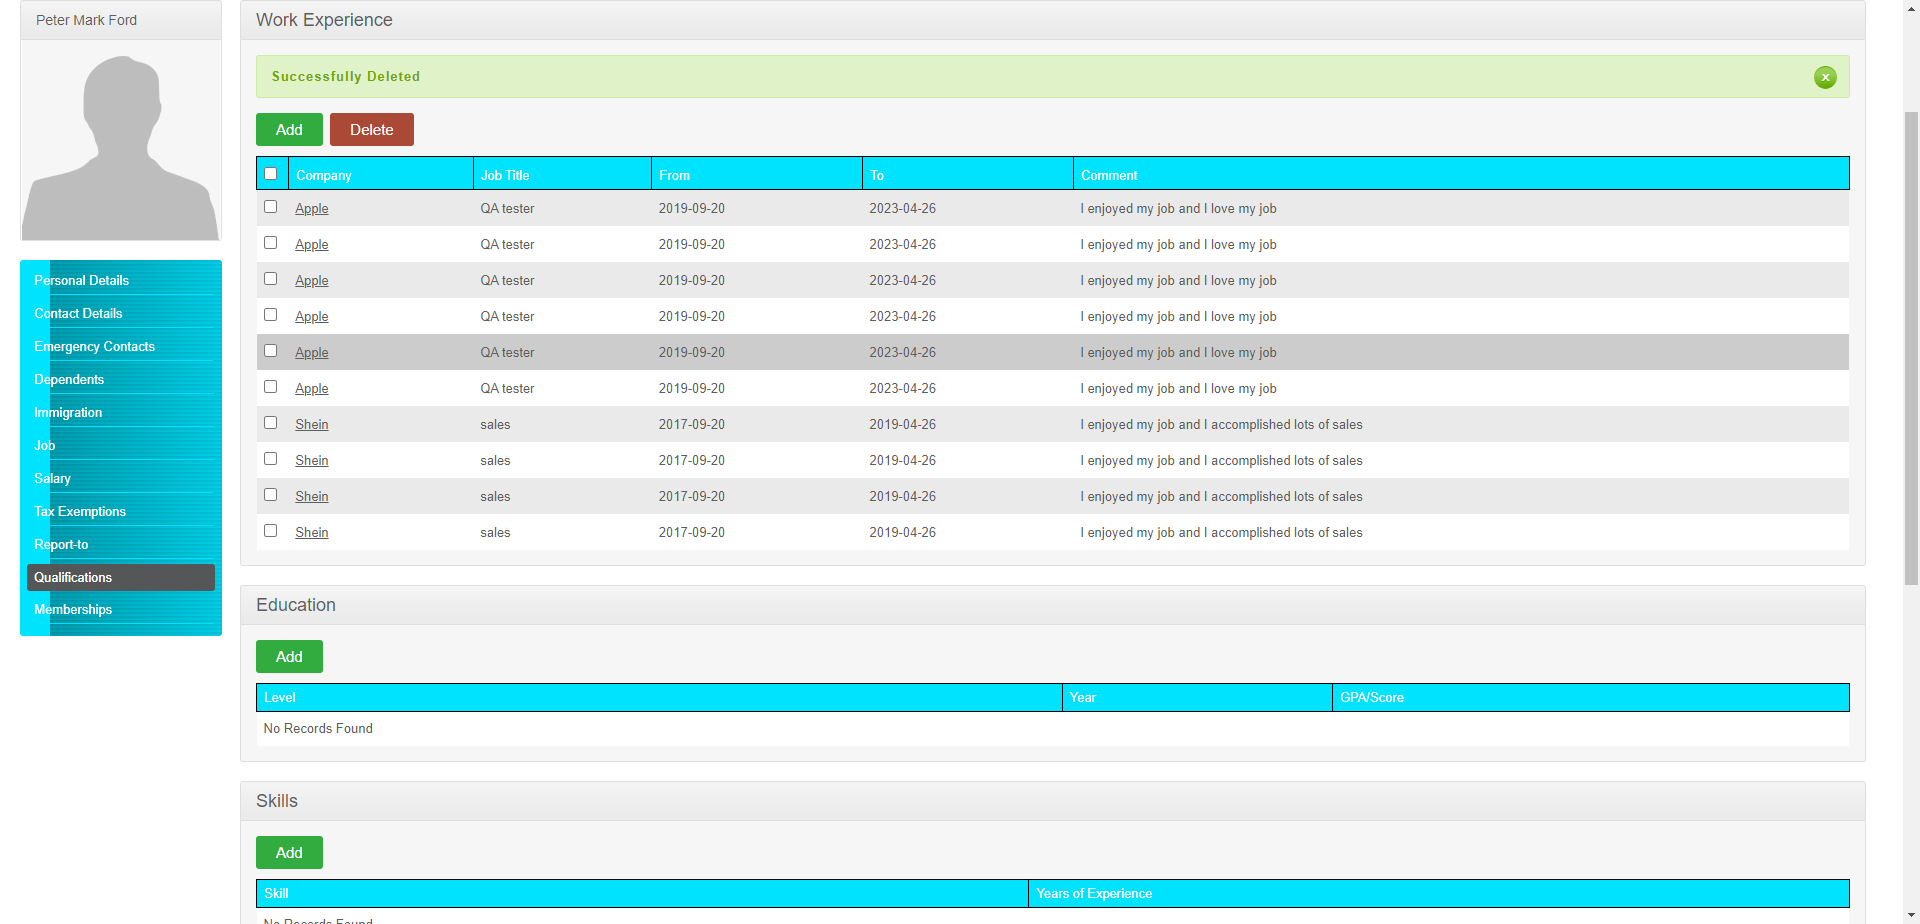 Peter Mark Ford
Personal Details
Contact Details
Emergency Contacts
Dependents
Immigration
Job
Salary
Tax Exemptions
Report-to
Qualifications
Memberships
Work Experience
Successfully Deleted
x
Add Delete
Company Job Title From To Comment
Apple QA tester 2019-09-20 2023-04-26 I enjoyed my job and I love my job
Apple QA tester 2019-09-20 2023-04-26 I enjoyed my job and I love my job
Apple QA tester 2019-09-20 2023-04-26 I enjoyed my job and I love my job
Apple QA tester 2019-09-20 2023-04-26 I enjoyed my job and I love my job
Apple QA tester 2019-09-20 2023-04-26 I enjoyed my job and I love my job
Apple QA tester 2019-09-20 2023-04-26 I enjoyed my job and I love my job
Shein sales 2017-09-20 2019-04-26 I enjoyed my job and I accomplished lots of sales
Shein sales 2017-09-20 2019-04-26 I enjoyed my job and I accomplished lots of sales
Shein sales 2017-09-20 2019-04-26 I enjoyed my job and I accomplished lots of sales
Shein sales 2017-09-20 2019-04-26 I enjoyed my job and I accomplished lots of sales
Education
Add
Level Year GPA/Score
No Records Found
Skills
Add
Skill Years of Experience
No Records Found